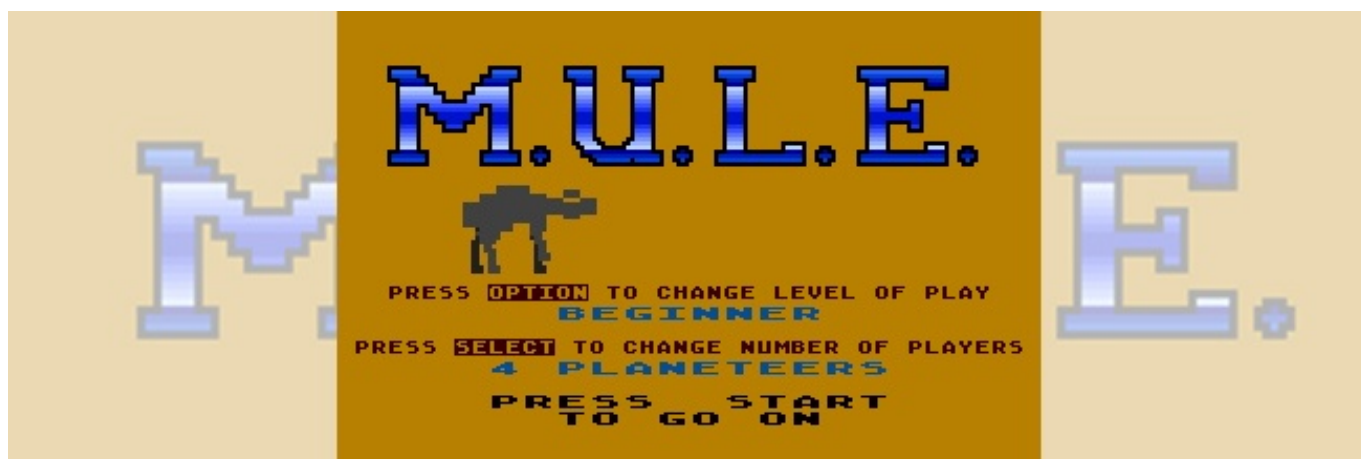 M.U.L.E.
PRESS OPTION TO CHANGE LEVEL OF PLAY
BEGINNER
PRESS SELECT TO CHANGE NUMBER OF PLAYERS
4 PLANETEERS
PRESS START
TO GO ON